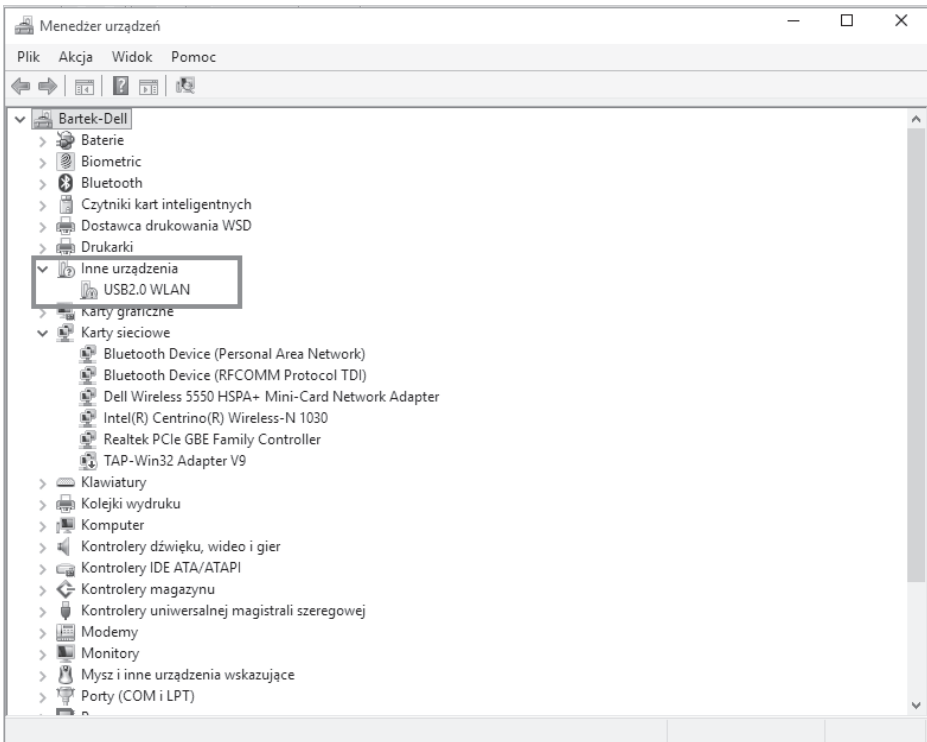 Menedżer urządzeń
Plik Akcja Widok Pomoc
Bartek-Dell
Baterie
Biometric
Bluetooth
Czytniki kart inteligentnych
Dostawca drukowania WSD
Drukarki
Inne urządzenia
USB2.0 WLAN
Karty graficzne
Karty sieciowe
Bluetooth Device (Personal Area Network)
Bluetooth Device (RFCOMM Protocol TDI)
Dell Wireless 5550 HSPA+ Mini-Card Network Adapter
Intel(R) Centrino(R) Wireless-N 1030
Realtek PCIe GBE Family Controller
TAP-Win32 Adapter V9
Klawiatury
Kolejki wydruku
Komputer
Kontrolery dźwięku, wideo i gier
Kontrolery IDE ATA/ATAPI
Kontrolery magazynu
Kontrolery uniwersalnej magistrali szeregowej
Modemy
Monitory
Mysz i inne urządzenia wskazujące
Porty (COM i LPT)